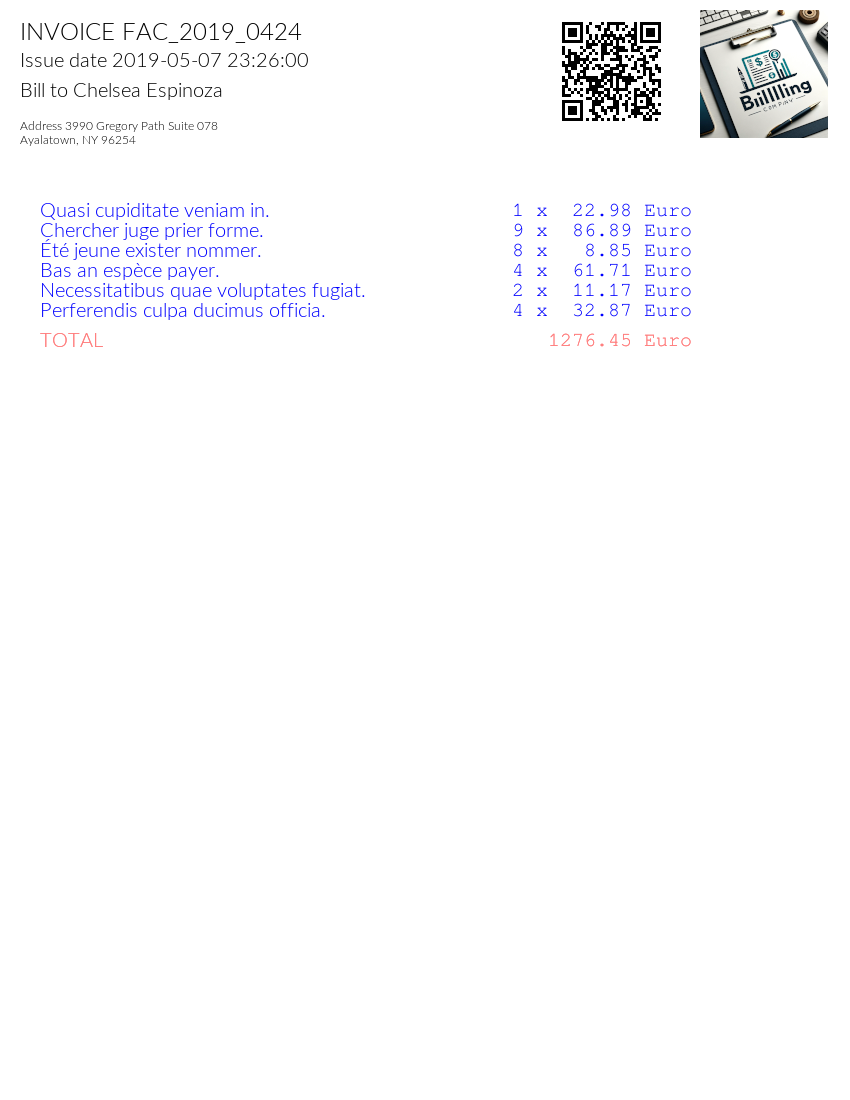 INVOICE FAC_2019_0424
Issue date 2019-05-07 23:26:00
Bill to Chelsea Espinoza
Address 3990 Gregory Path Suite 078
Ayalatown, NY 96254
Biillling
COMPANY
Quasi cupiditate veniam in. 1 x 22.98 Euro
Chercher juge prier forme. 9 x 86.89 Euro
Été jeune exister nommer. 8 x 8.85 Euro
Bas an espèce payer. 4 x 61.71 Euro
Necessitatibus quae voluptates fugiat. 2 x 11.17 Euro
Perferendis culpa ducimus officia. 4 x 32.87 Euro
TOTAL 1276.45 Euro